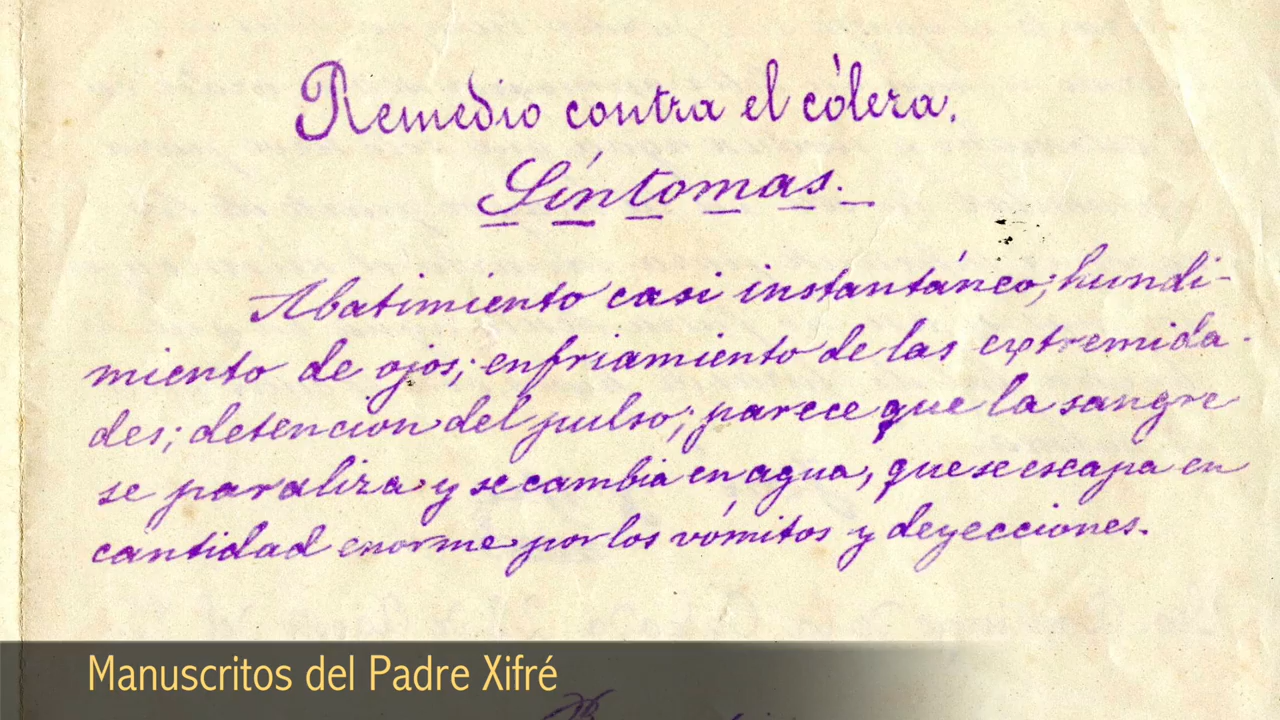 Remedio contra el cólera.
Síntomas.
Abatimiento casi instantáneo; hundi-
miento de ojos; enfriamiento de las extremida-
des; detencion del pulso; parece que la sangre
se paraliza y se cambia en agua, que se escapa en
cantidad enorme por los vómitos y deyecciones.
Manuscritos del Padre Xifré